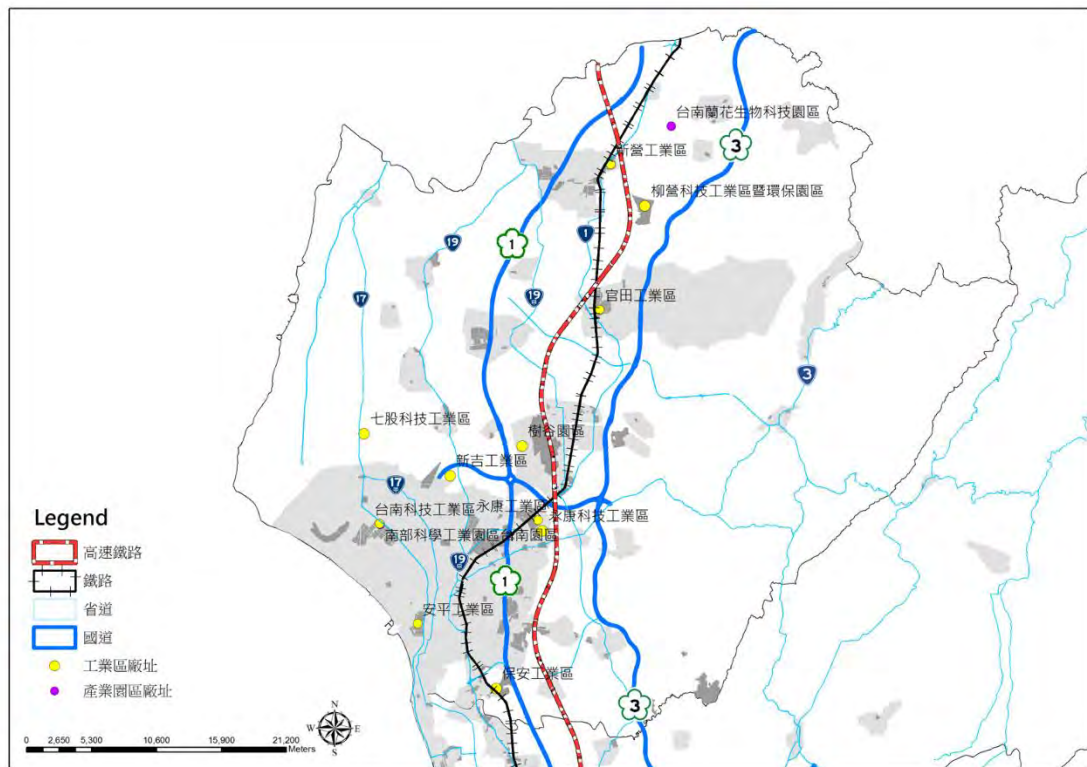 台南蘭花生物科技園區
3
新營工業區
柳營科技工業區暨環保園區
1
19
1
17
19
官田工業區
3
七股科技工業區
樹谷園區
新吉工業區
17
台南科技工業區
永康工業區
永康科技工業區
南部科學工業園區台南園區
19
1
安平工業區
保安工業區
3
Legend
高速鐵路
鐵路
省道
國道
工業區廠址
產業園區廠址
N
W
E
S
0 2,650 5,300 10,600 15,900 21,200
Meters